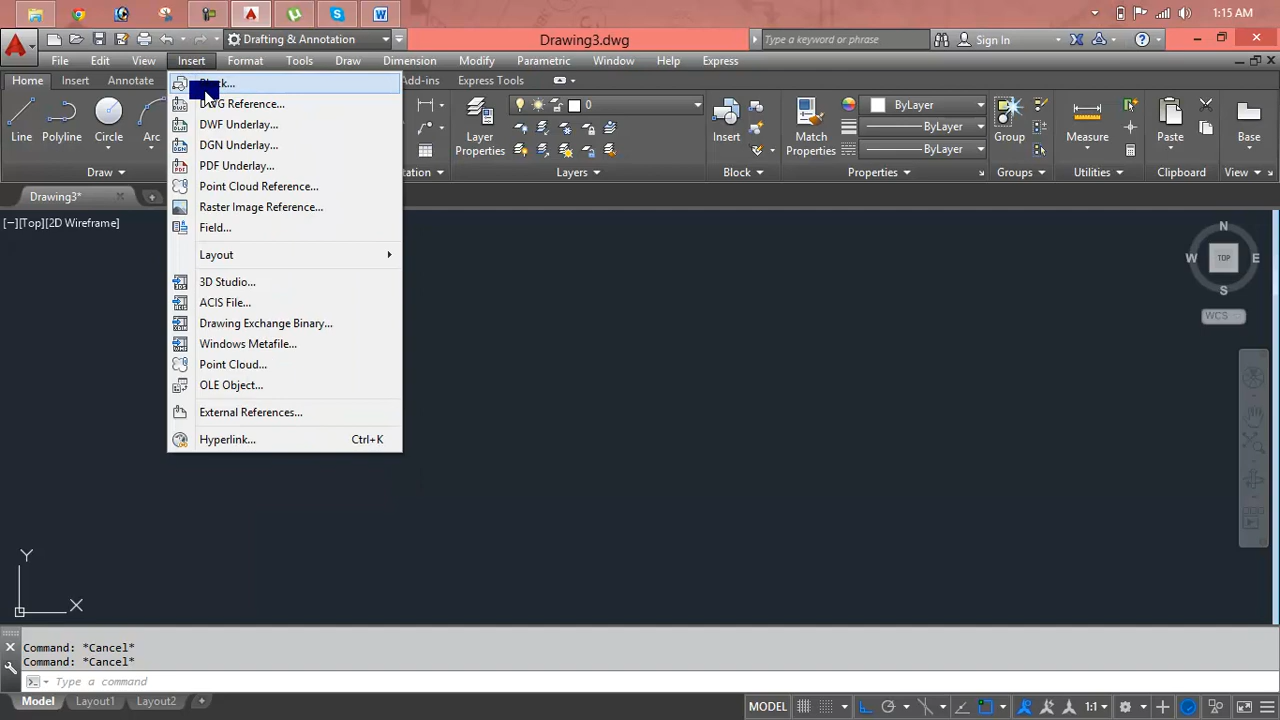 1:15 AM
Drafting & Annotation
Drawing3.dwg
Type a keyword or phrase
Sign In
File Edit View Insert Format Tools Draw Dimension Modify Parametric Window Help Express
Home Insert Annotate Add-ins Express Tools
Line Polyline Circle Arc
Layer Properties
0
Insert
Match Properties
ByLayer
ByLayer
ByLayer
Group
Measure
Paste
Base
Draw Layers Block Properties Groups Utilities Clipboard View
Drawing3*
[−][Top][2D Wireframe]
DWG Reference...
DWF Underlay...
DGN Underlay...
PDF Underlay...
Point Cloud Reference...
Raster Image Reference...
Field...
Layout
3D Studio...
ACIS File...
Drawing Exchange Binary...
Windows Metafile...
Point Cloud...
OLE Object...
External References...
Hyperlink... Ctrl+K
N
W TOP E
S
WCS
Y
X
Command: *Cancel*
Command: *Cancel*
Type a command
Model Layout1 Layout2
MODEL
1:1